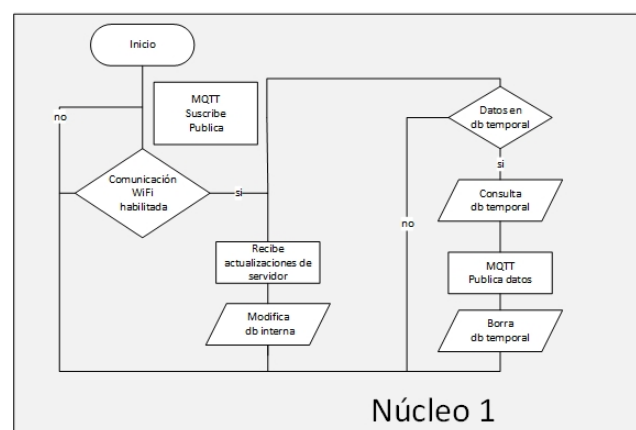 Inicio
MQTT
Suscribe
Publica
no
Comunicación
WiFi
habilitada
si
Recibe
actualizaciones de
servidor
Modifica
db interna
Datos en
db temporal
si
no
Consulta
db temporal
MQTT
Publica datos
Borra
db temporal
Núcleo 1